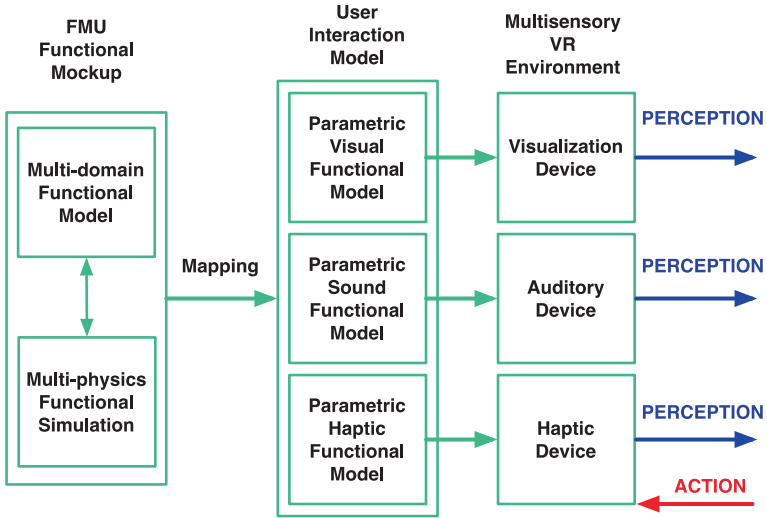 FMU
Functional
Mockup
User
Interaction
Model
Multisensory
VR
Environment
Multi-domain
Functional
Model
Multi-physics
Functional
Simulation
Mapping
Parametric
Visual
Functional
Model
Parametric
Sound
Functional
Model
Parametric
Haptic
Functional
Model
Visualization
Device
Auditory
Device
Haptic
Device
PERCEPTION
PERCEPTION
PERCEPTION
ACTION